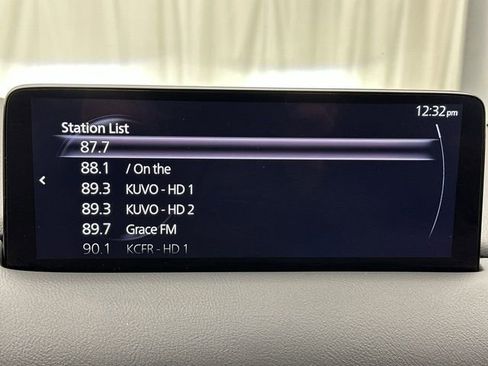 12:32pm
Station List
87.7
88.1 / On the
89.3 KUVO - HD 1
89.3 KUVO - HD 2
89.7 Grace FM
90.1 KCFR - HD 1